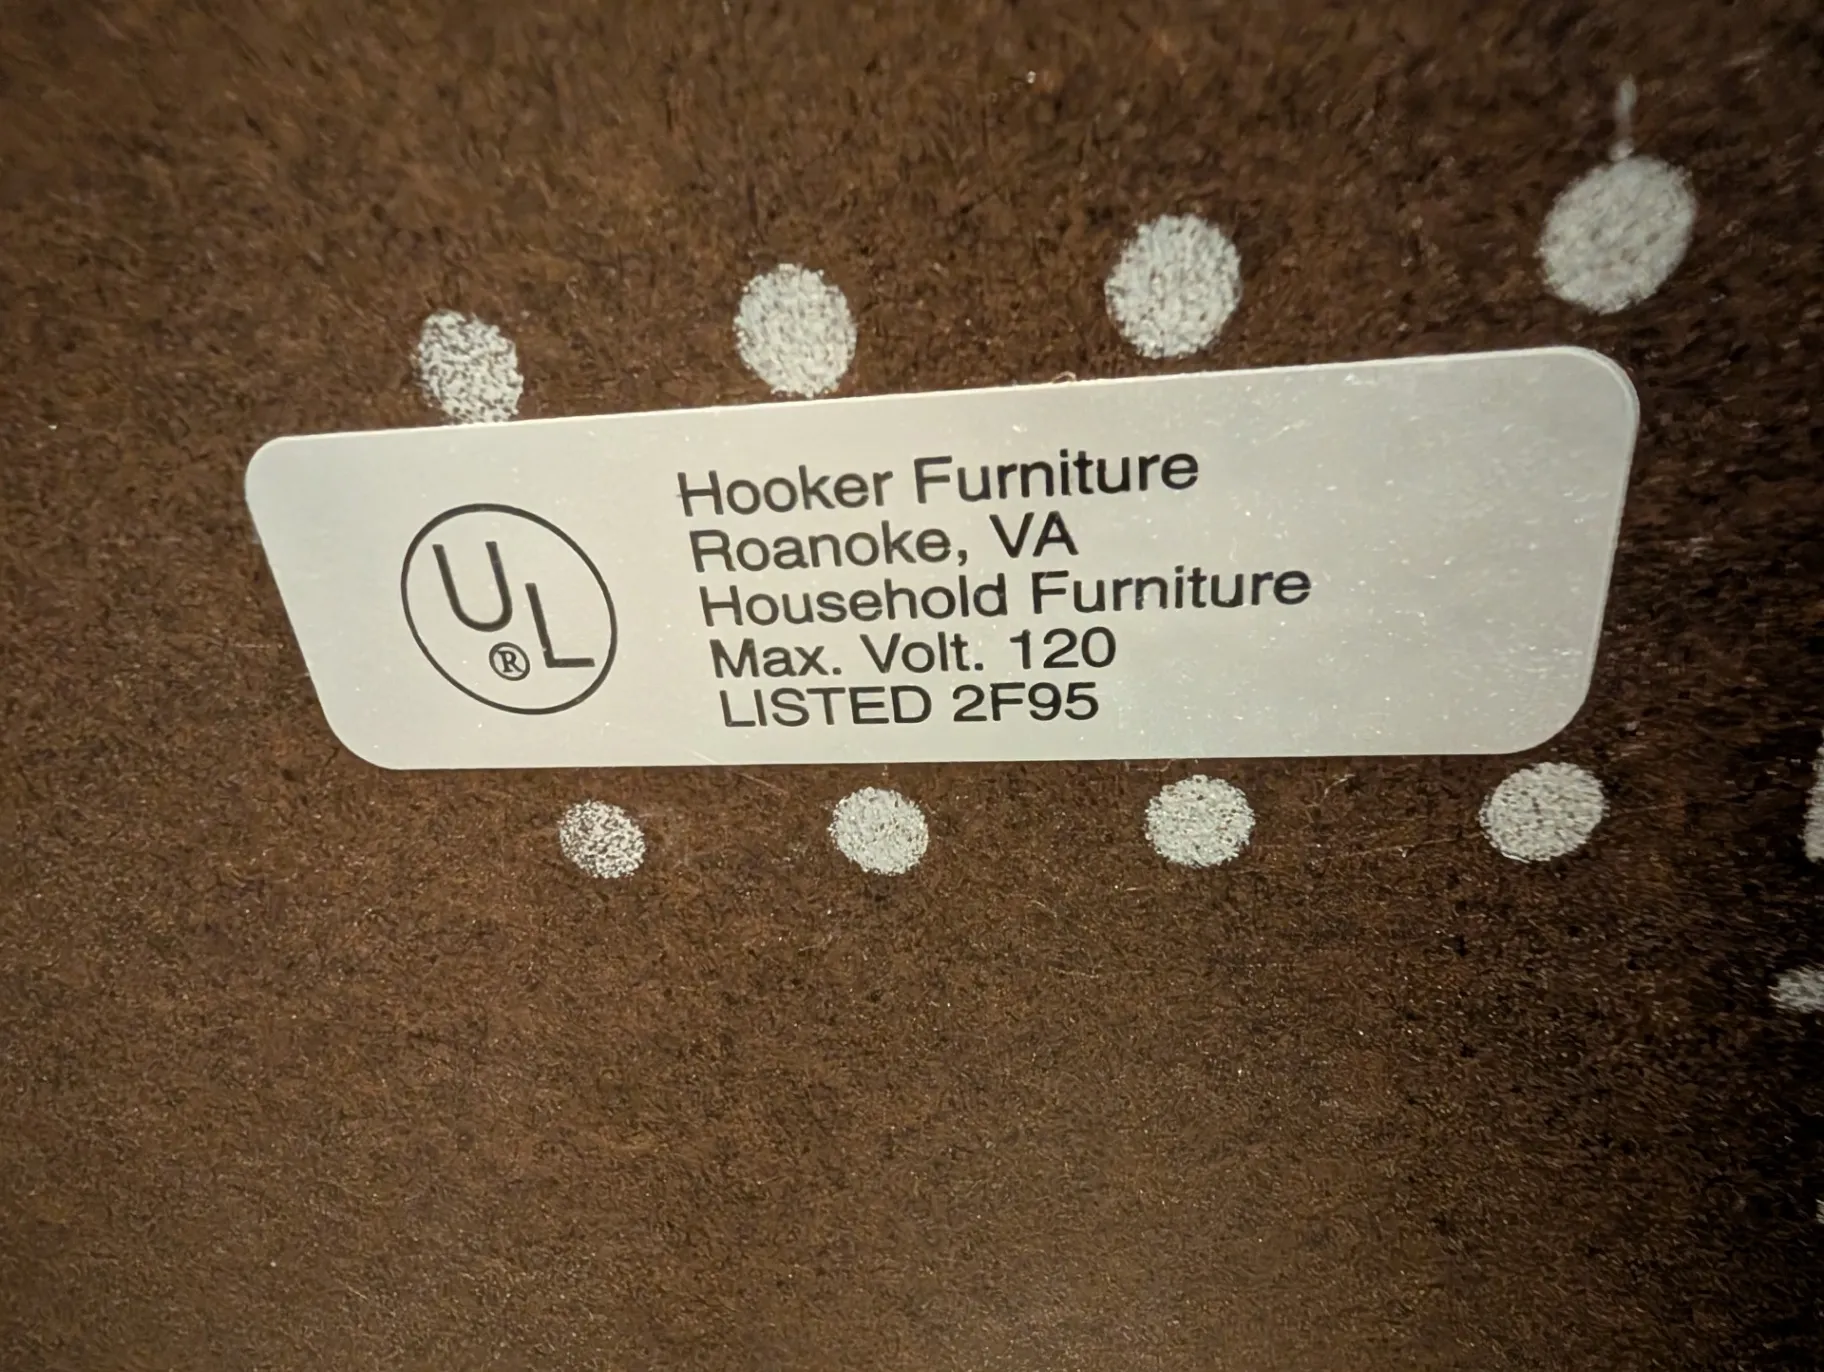 UL®
Hooker Furniture
Roanoke, VA
Household Furniture
Max. Volt. 120
LISTED 2F95